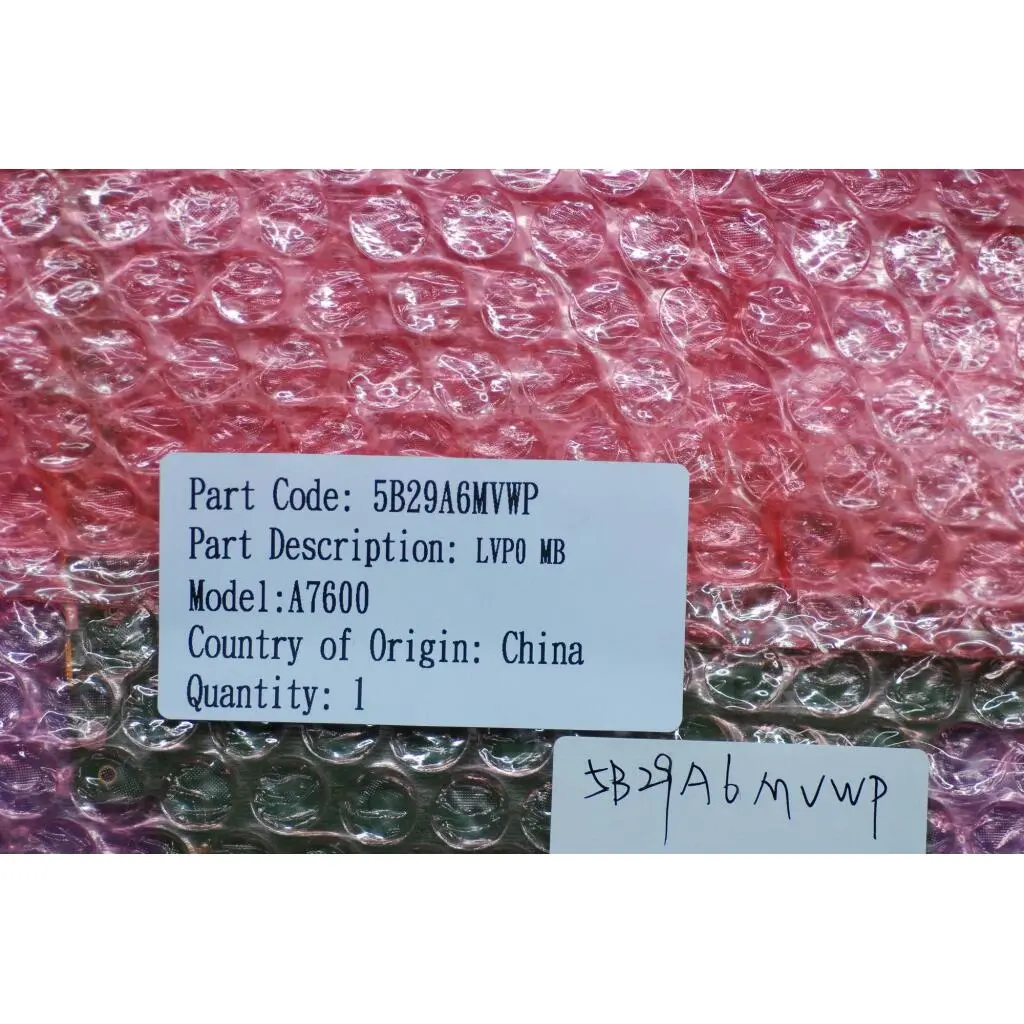 Part Code: 5B29A6MVWP
Part Description: LVP0 MB
Model:A7600
Country of Origin: China
Quantity: 1
5B29A6MVWP